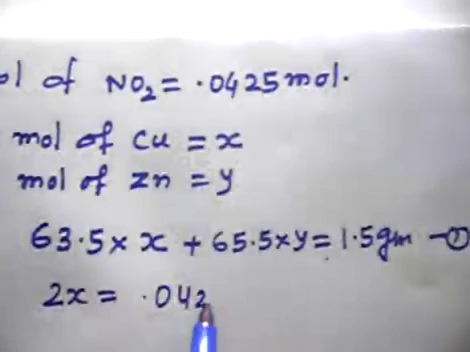 ol of NO₂ = .0425 mol.
mol of Cu = x
mol of Zn = y
63.5 × x + 65.5 × y = 1.5 gm —①
2x = .042